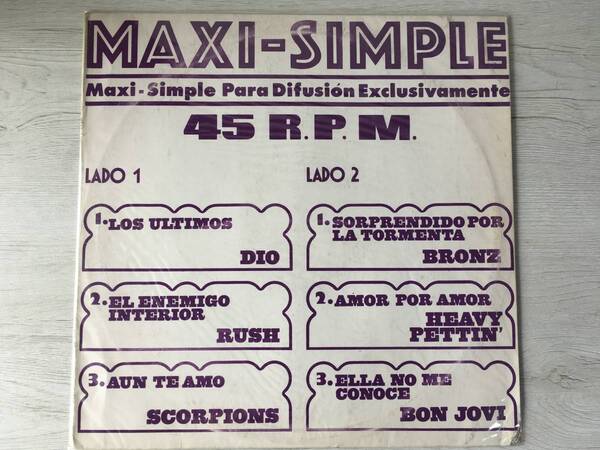 MAXI-SIMPLE
Maxi-Simple Para Difusión Exclusivamente
45 R.P.M.
LADO 1
1. LOS ULTIMOS
DIO
2. EL ENEMIGO
INTERIOR
RUSH
3. AUN TE AMO
SCORPIONS
LADO 2
1. SORPRENDIDO POR
LA TORMENTA
BRONZ
2. AMOR POR AMOR
HEAVY
PETTIN'
3. ELLA NO ME
CONOCE
BON JOVI